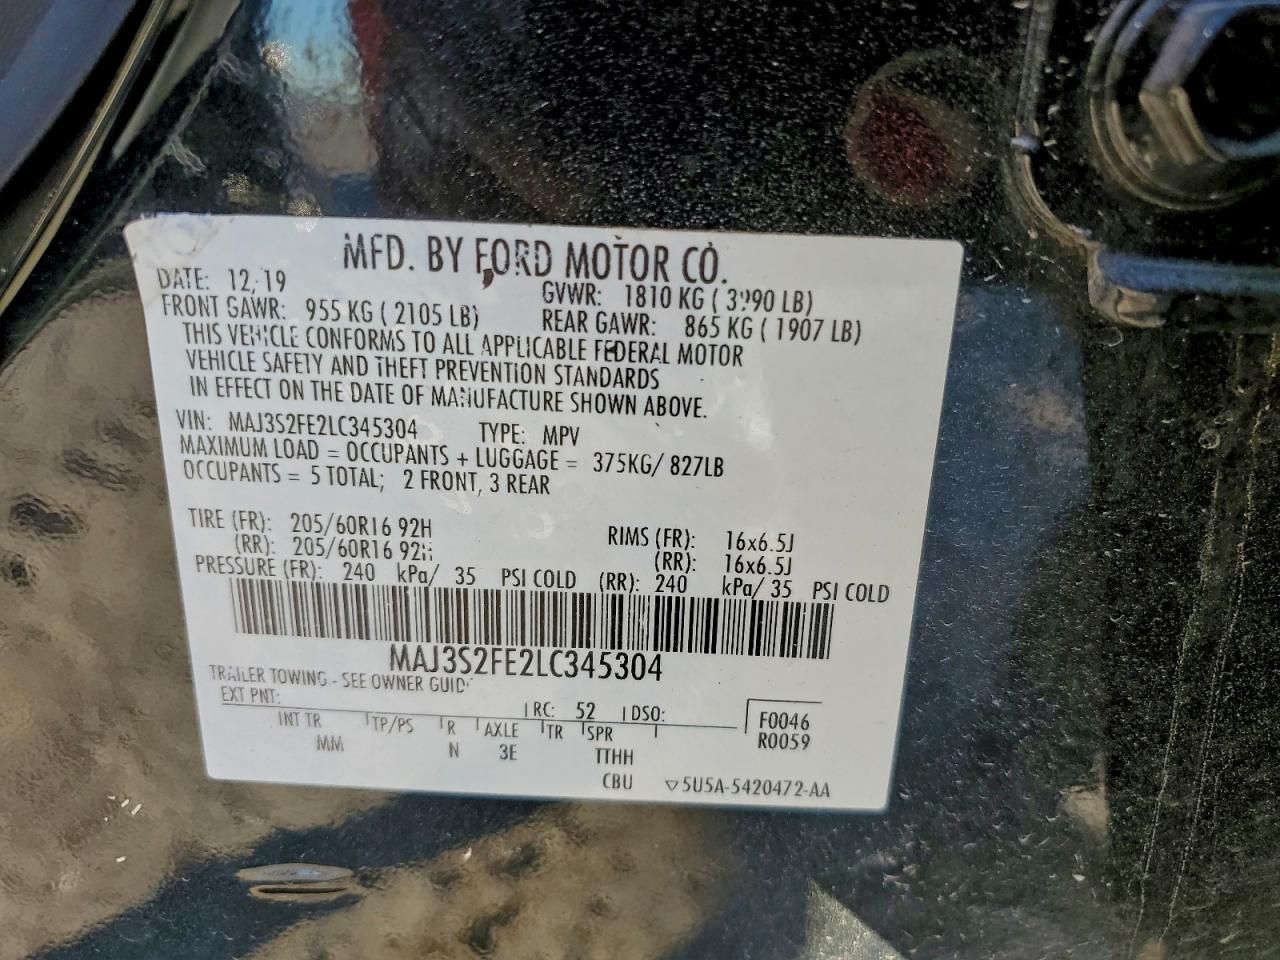 MFD. BY FORD MOTOR CO.
DATE: 12/19 GVWR: 1810 KG ( 3990 LB)
FRONT GAWR: 955 KG ( 2105 LB) REAR GAWR: 865 KG ( 1907 LB)
THIS VEHICLE CONFORMS TO ALL APPLICABLE FEDERAL MOTOR
VEHICLE SAFETY AND THEFT PREVENTION STANDARDS
IN EFFECT ON THE DATE OF MANUFACTURE SHOWN ABOVE.
VIN: MAJ3S2FE2LC345304 TYPE: MPV
MAXIMUM LOAD = OCCUPANTS + LUGGAGE = 375KG/ 827LB
OCCUPANTS = 5 TOTAL; 2 FRONT, 3 REAR
TIRE (FR): 205/60R16 92H RIMS (FR): 16x6.5J
(RR): 205/60R16 92H (RR): 16x6.5J
PRESSURE (FR): 240 kPa/ 35 PSI COLD (RR): 240 kPa/ 35 PSI COLD
MAJ3S2FE2LC345304
TRAILER TOWING - SEE OWNER GUIDE
EXT PNT: RC: 52 DSO: F0046
INT TR TP/PS R AXLE TR SPR R0059
MM N 3E TTHH
CBU ▽5U5A-5420472-AA